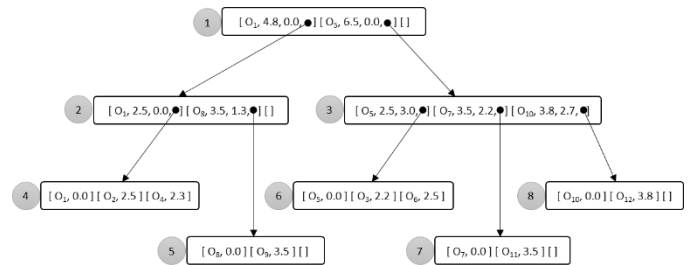 1 [ O₁, 4.8, 0.0, ●] [ O₅, 6.5, 0.0, ●] [ ]
2 [ O₁, 2.5, 0.0, ●] [ O₈, 3.5, 1.3, ●] [ ]
3 [ O₅, 2.5, 3.0, ●] [ O₇, 3.5, 2.2, ●] [ O₁₀, 3.8, 2.7, ●]
4 [ O₁, 0.0 ] [ O₂, 2.5 ] [ O₄, 2.3 ]
6 [ O₅, 0.0 ] [ O₃, 2.2 ] [ O₆, 2.5 ]
8 [ O₁₀, 0.0 ] [ O₁₂, 3.8 ] [ ]
5 [ O₈, 0.0 ] [ O₉, 3.5 ] [ ]
7 [ O₇, 0.0 ] [ O₁₁, 3.5 ] [ ]